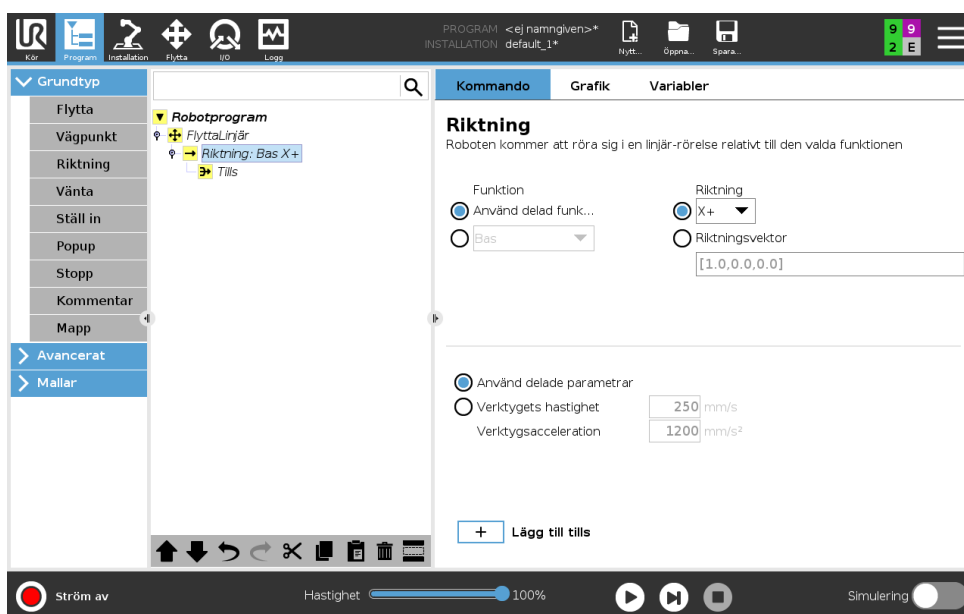 UR
PROGRAM <ej namngiven>*
INSTALLATION default_1*
Kör
Program
Installation
Flytta
I/O
Logg
Nytt...
Öppna...
Spara...
9 9
2 E
Grundtyp
Flytta
Vägpunkt
Riktning
Vänta
Ställ in
Popup
Stopp
Kommentar
Mapp
Avancerat
Mallar
Robotprogram
FlyttaLinjär
Riktning: Bas X+
Tills
Kommando Grafik Variabler
Riktning
Roboten kommer att röra sig i en linjär-rörelse relativt till den valda funktionen
Funktion
Använd delad funk...
Bas
Riktning
X+
Riktningsvektor
[1.0,0.0,0.0]
Använd delade parametrar
Verktygets hastighet 250 mm/s
Verktygsacceleration 1200 mm/s²
+ Lägg till tills
Ström av
Hastighet 100%
Simulering